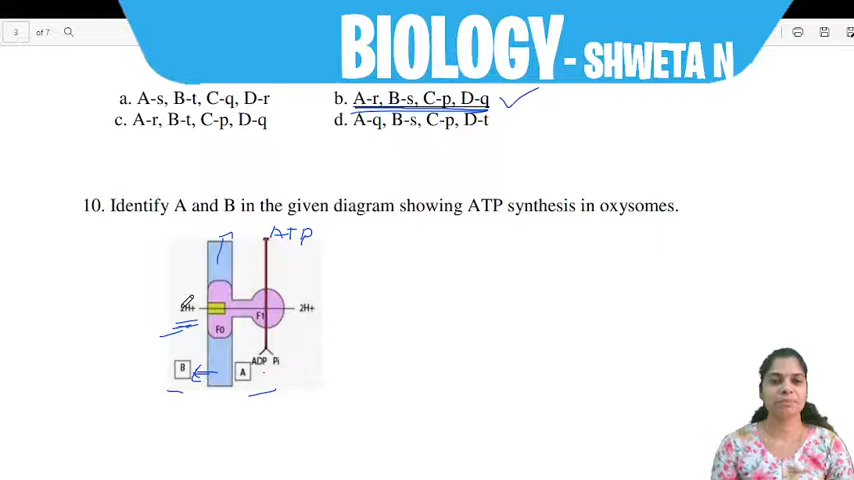 3 of 7
BIOLOGY - SHWETA N
a. A-s, B-t, C-q, D-r b. A-r, B-s, C-p, D-q
c. A-r, B-t, C-p, D-q d. A-q, B-s, C-p, D-t
10. Identify A and B in the given diagram showing ATP synthesis in oxysomes.
ATP
2H+ F1 2H+
F0
ADP Pi
B A